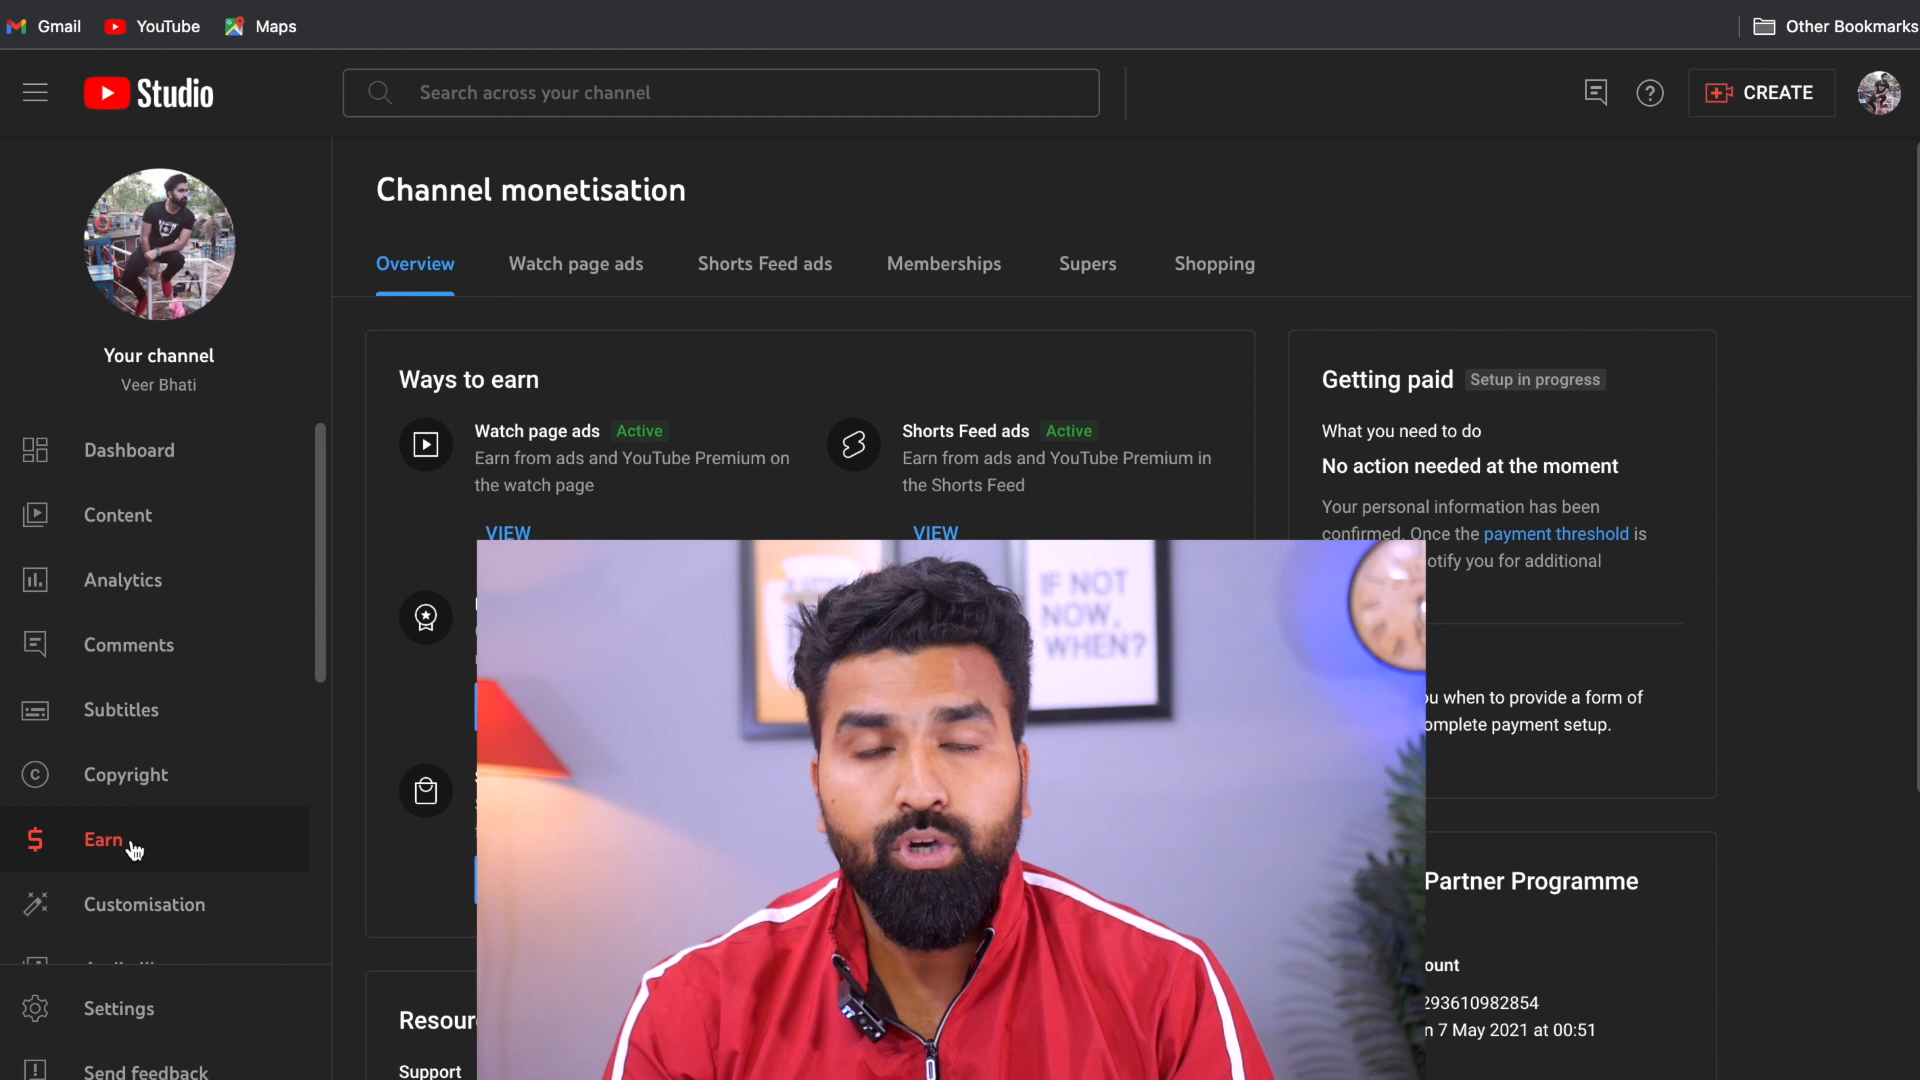 Gmail
YouTube
Maps
Other Bookmarks
Studio
Search across your channel
CREATE
Your channel
Veer Bhati
Dashboard
Content
Analytics
Comments
Subtitles
Copyright
Earn
Customisation
Settings
Send feedback
Channel monetisation
Overview
Watch page ads
Shorts Feed ads
Memberships
Supers
Shopping
Ways to earn
Watch page ads Active
Earn from ads and YouTube Premium on
the watch page
VIEW
Shorts Feed ads Active
Earn from ads and YouTube Premium in
the Shorts Feed
VIEW
Getting paid Setup in progress
What you need to do
No action needed at the moment
Your personal information has been
confirmed. Once the payment threshold is
you for additional
when to provide a form of
payment setup.
Partner Programme
293610982854
7 May 2021 at 00:51
Support
IF NOT
NOW,
WHEN?